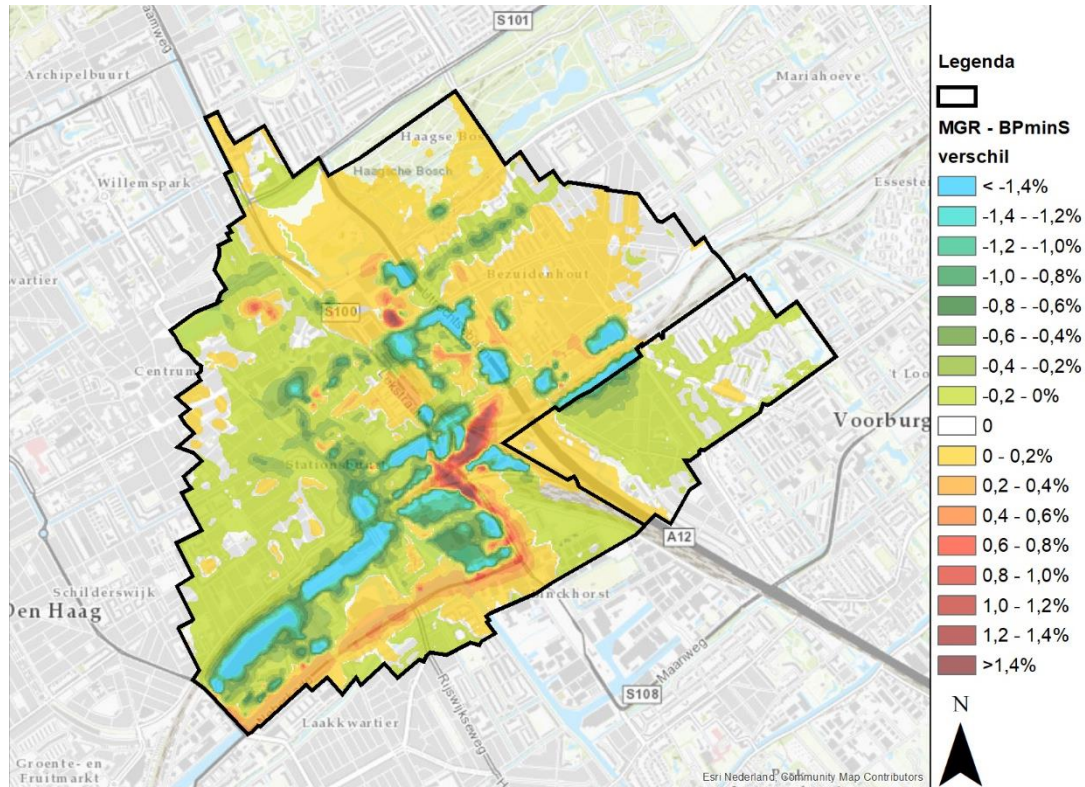 S101
Archipelbuurt
Mariahoeve
Haagsche Bosch
Willemspark
Essest
Bezuidenhout
S100
Centrum
't Loo
Voorburg
Stationsbuurt
A12
Schilderswijk
Den Haag
nckhorst
Maanweg
S108
Laakkwartier
Rijswijkseweg
Groente- en
Fruitmarkt
Esri Nederland, Community Map Contributors
Legenda
MGR - BPminS
verschil
< -1,4%
-1,4 - -1,2%
-1,2 - -1,0%
-1,0 - -0,8%
-0,8 - -0,6%
-0,6 - -0,4%
-0,4 - -0,2%
-0,2 - 0%
0
0 - 0,2%
0,2 - 0,4%
0,4 - 0,6%
0,6 - 0,8%
0,8 - 1,0%
1,0 - 1,2%
1,2 - 1,4%
>1,4%
N